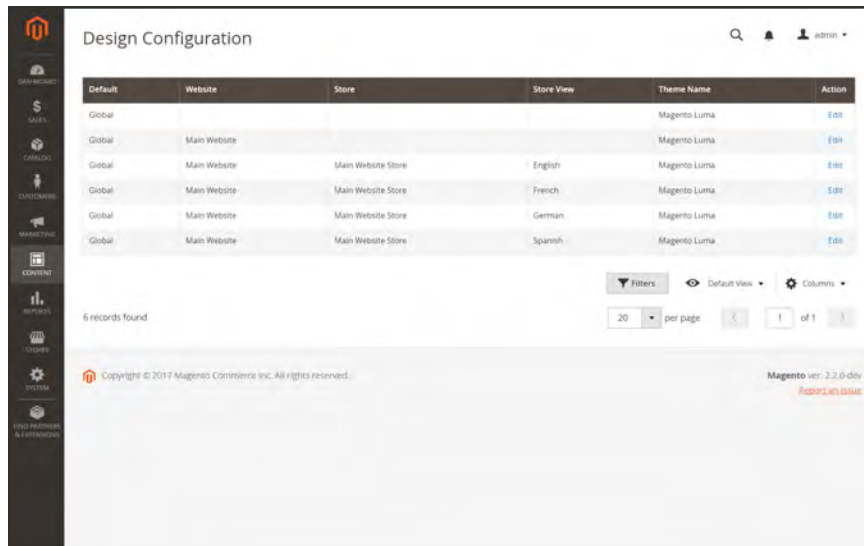 Design Configuration
admin
DASHBOARD
SALES
CATALOG
CUSTOMERS
MARKETING
CONTENT
REPORTS
STORES
SYSTEM
FIND PARTNERS
& EXTENSIONS
Default Website Store Store View Theme Name Action
Global Magento Luma Edit
Global Main Website Magento Luma Edit
Global Main Website Main Website Store English Magento Luma Edit
Global Main Website Main Website Store French Magento Luma Edit
Global Main Website Main Website Store German Magento Luma Edit
Global Main Website Main Website Store Spanish Magento Luma Edit
Filters Default View Columns
6 records found 20 per page 1 of 1
Copyright © 2017 Magento Commerce Inc. All rights reserved. Magento ver. 2.2.0-dev
Report an Issue